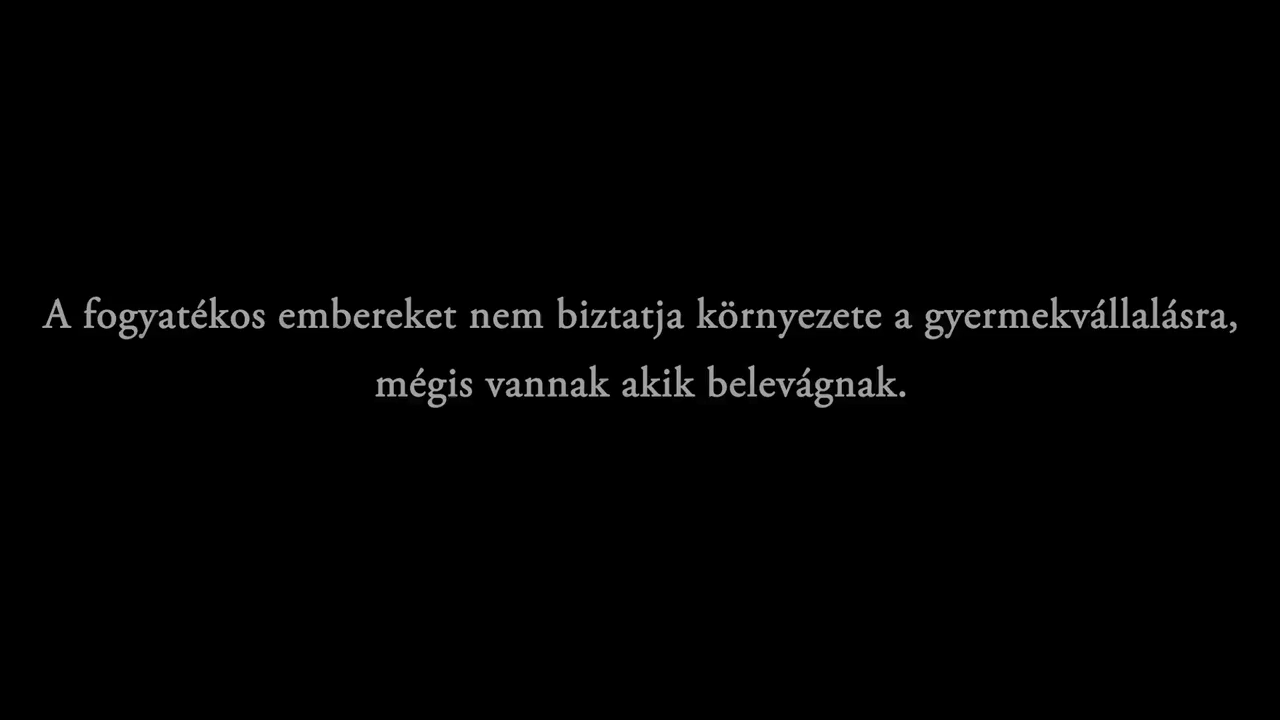 A fogyatékos embereket nem biztatja környezete a gyermekvállalásra,
mégis vannak akik belevágnak.